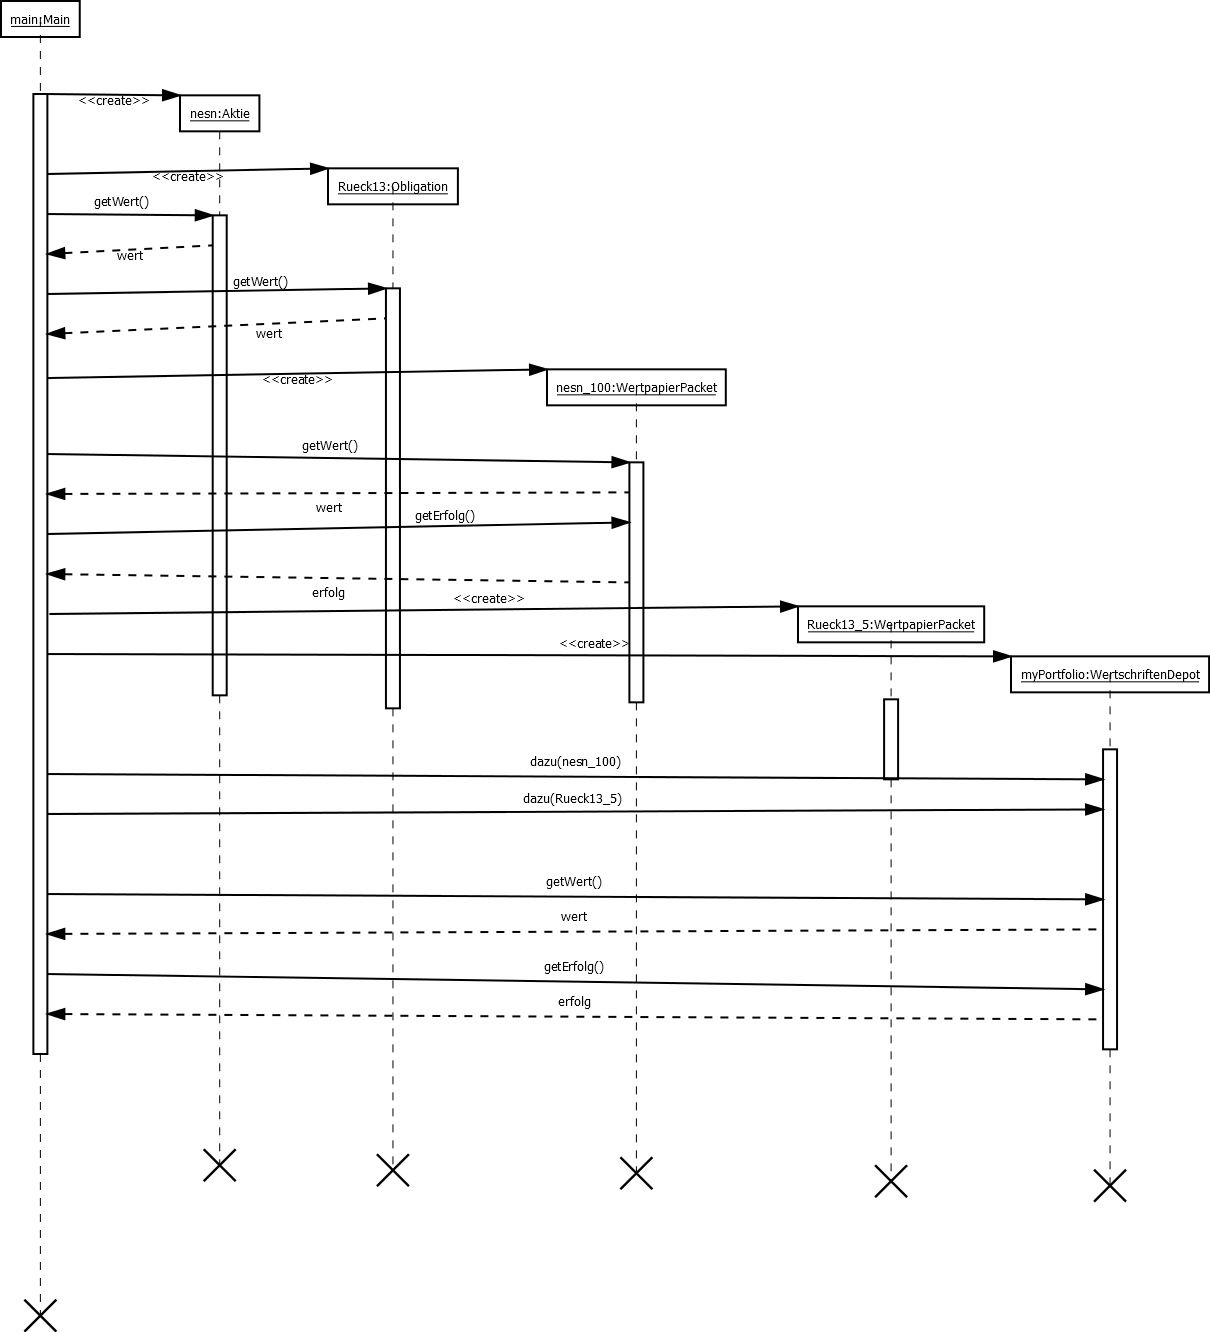 main:Main
<<create>>
nesn:Aktie
<<create>>
Rueck13:Obligation
getWert()
wert
getWert()
wert
<<create>>
nesn_100:WertpapierPacket
getWert()
wert
getErfolg()
erfolg
<<create>>
Rueck13_5:WertpapierPacket
<<create>>
myPortfolio:WertschriftenDepot
dazu(nesn_100)
dazu(Rueck13_5)
getWert()
wert
getErfolg()
erfolg